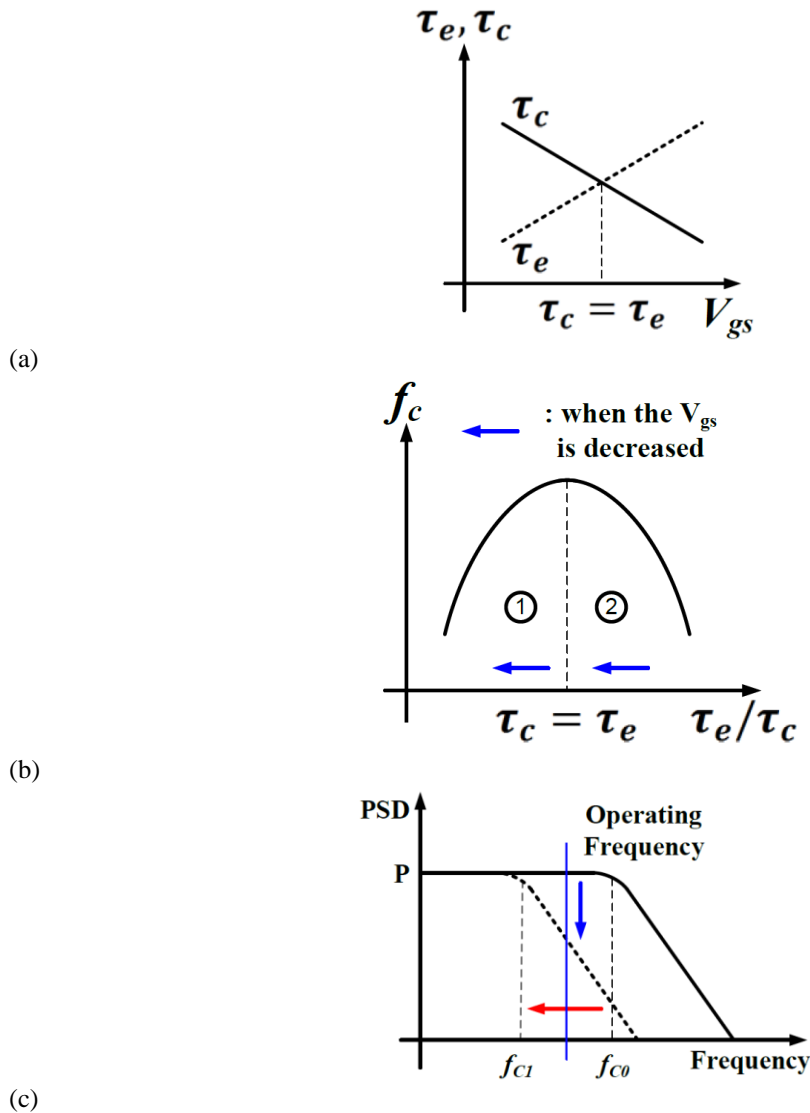 τe, τc
τc
τe
τc = τe Vgs
(a)
fc
: when the Vgs
is decreased
1 2
τc = τe τe/τc
(b)
PSD
Operating
Frequency
P
fC1 fC0 Frequency
(c)